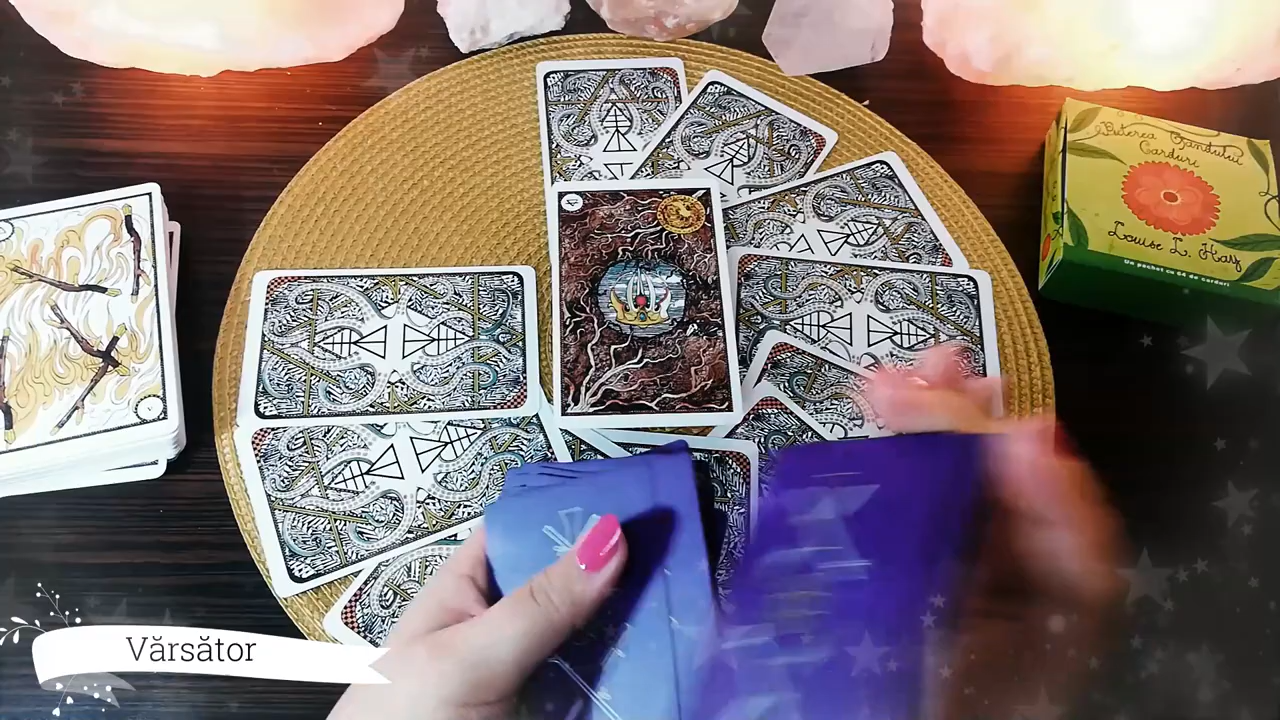 Puterea Gândului
Carduri
Louise L. Hay
Un pachet cu 64 de carduri
Vărsător